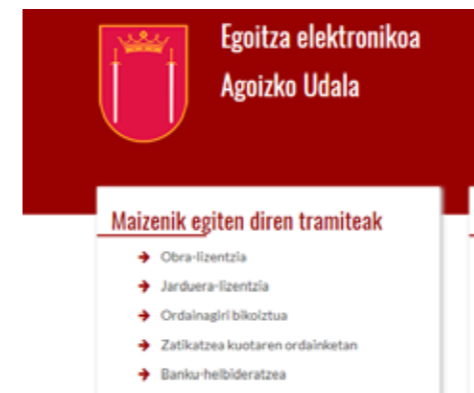 Egoitza elektronikoa
Agoizko Udala
Maizenik egiten diren tramiteak
Obra-lizentzia
Jarduera-lizentzia
Ordainagiri bikoiztua
Zatikatzea kuotaren ordainketan
Banku-helbideratzea